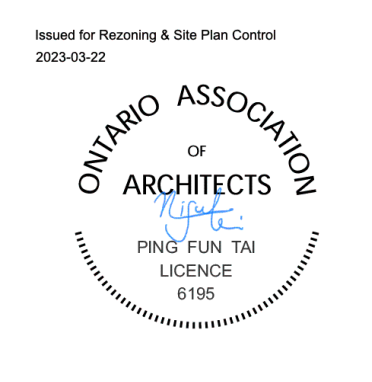 Issued for Rezoning & Site Plan Control
2023-03-22
ONTARIO ASSOCIATION
OF
ARCHITECTS
PING FUN TAI
LICENCE
6195